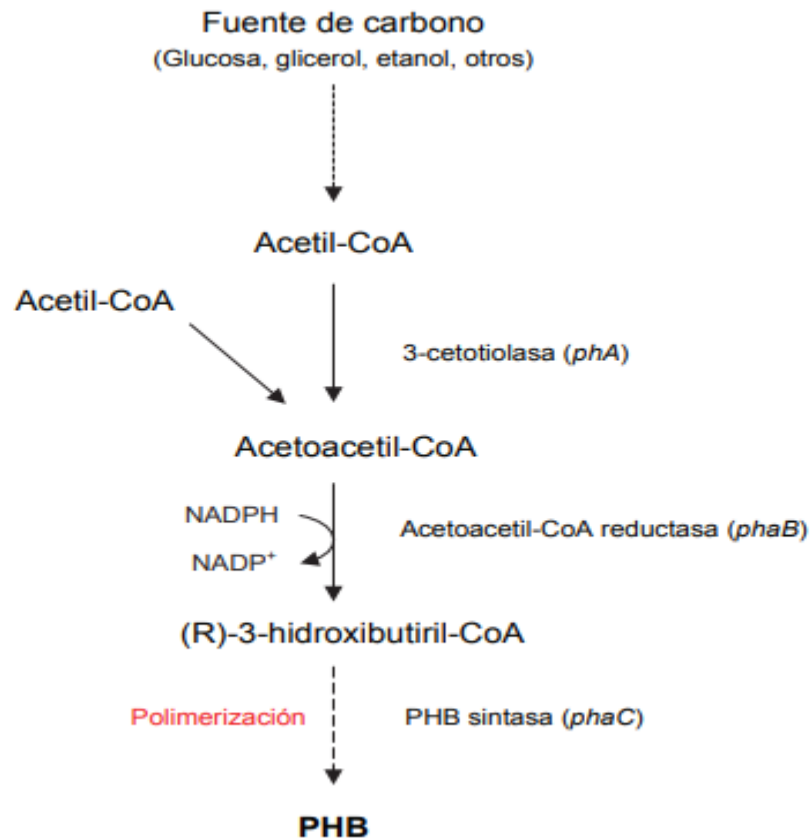 Fuente de carbono
(Glucosa, glicerol, etanol, otros)
Acetil-CoA
Acetil-CoA
3-cetotiolasa (phA)
Acetoacetil-CoA
NADPH
Acetoacetil-CoA reductasa (phaB)
NADP⁺
(R)-3-hidroxibutiril-CoA
Polimerización
PHB sintasa (phaC)
PHB